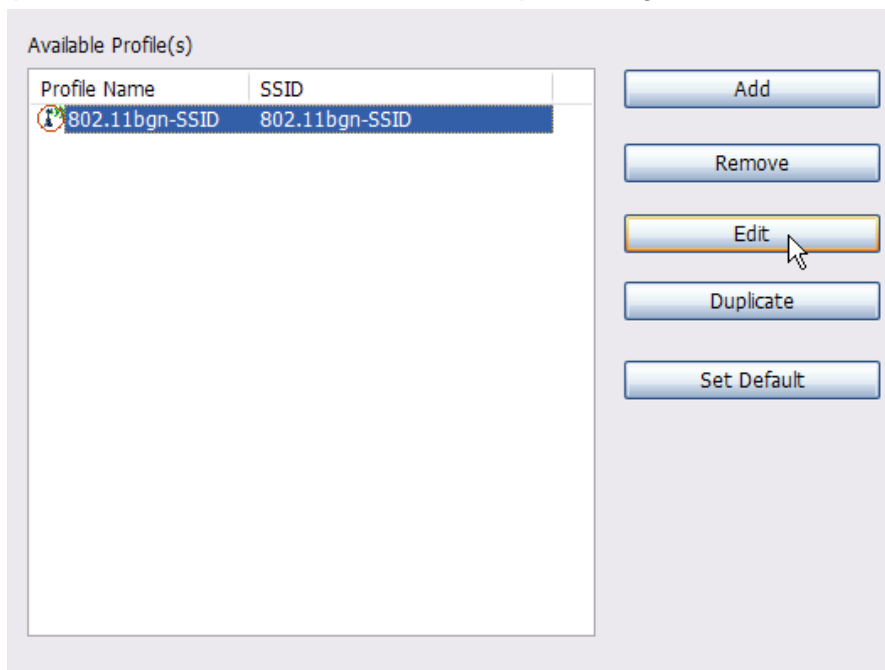 Available Profile(s)
Profile Name SSID
802.11bgn-SSID 802.11bgn-SSID
Add
Remove
Edit
Duplicate
Set Default